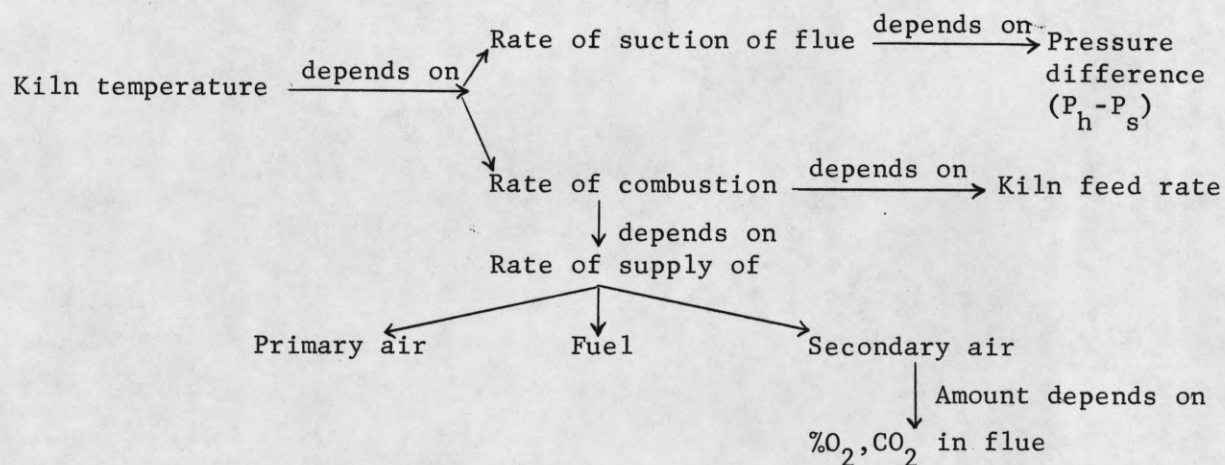 Rate of suction of flue depends on Pressure
Kiln temperature depends on difference
(P_h-P_s)
Rate of combustion depends on Kiln feed rate
depends on
Rate of supply of
Primary air Fuel Secondary air
Amount depends on
%O_2,CO_2 in flue